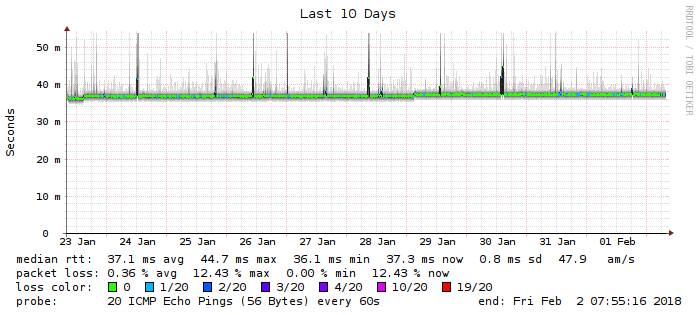 Last 10 Days
RRDTOOL / TOBI OETIKER
Seconds
50 m
40 m
30 m
20 m
10 m
0
23 Jan 24 Jan 25 Jan 26 Jan 27 Jan 28 Jan 29 Jan 30 Jan 31 Jan 01 Feb
median rtt: 37.1 ms avg 44.7 ms max 36.1 ms min 37.3 ms now 0.8 ms sd 47.9 am/s
packet loss: 0.36 % avg 12.43 % max 0.00 % min 12.43 % now
loss color: 0 1/20 2/20 3/20 4/20 10/20 19/20
probe: 20 ICMP Echo Pings (56 Bytes) every 60s end: Fri Feb 2 07:55:16 2018